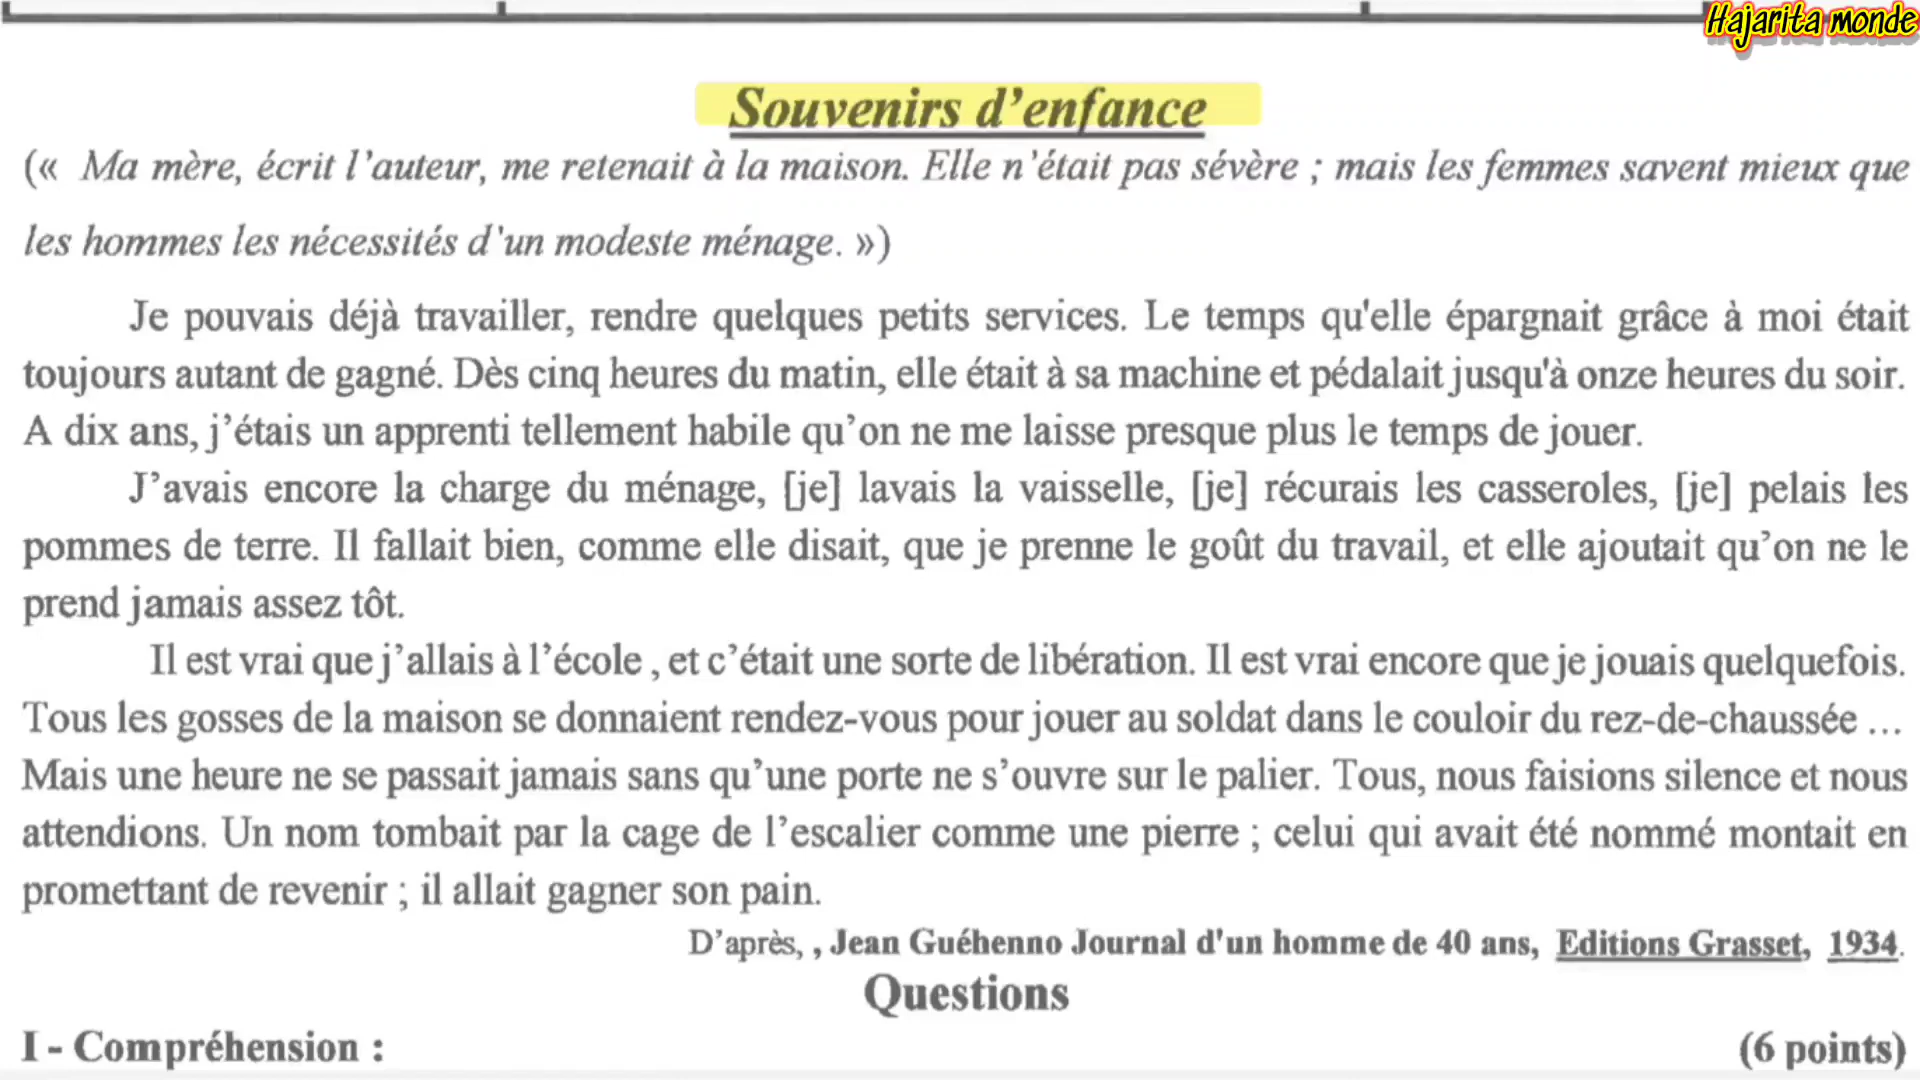 Hajarita monde
Souvenirs d’enfance
(« Ma mère, écrit l’auteur, me retenait à la maison. Elle n’était pas sévère ; mais les femmes savent mieux que
les hommes les nécessités d'un modeste ménage. »)
Je pouvais déjà travailler, rendre quelques petits services. Le temps qu'elle épargnait grâce à moi était
toujours autant de gagné. Dès cinq heures du matin, elle était à sa machine et pédalait jusqu'à onze heures du soir.
A dix ans, j’étais un apprenti tellement habile qu’on ne me laisse presque plus le temps de jouer.
J’avais encore la charge du ménage, [je] lavais la vaisselle, [je] récurais les casseroles, [je] pelais les
pommes de terre. Il fallait bien, comme elle disait, que je prenne le goût du travail, et elle ajoutait qu’on ne le
prend jamais assez tôt.
Il est vrai que j’allais à l’école , et c’était une sorte de libération. Il est vrai encore que je jouais quelquefois.
Tous les gosses de la maison se donnaient rendez-vous pour jouer au soldat dans le couloir du rez-de-chaussée ...
Mais une heure ne se passait jamais sans qu’une porte ne s’ouvre sur le palier. Tous, nous faisions silence et nous
attendions. Un nom tombait par la cage de l’escalier comme une pierre ; celui qui avait été nommé montait en
promettant de revenir ; il allait gagner son pain.
D’après, , Jean Guéhenno Journal d'un homme de 40 ans, Editions Grasset, 1934.
Questions
I - Compréhension : (6 points)